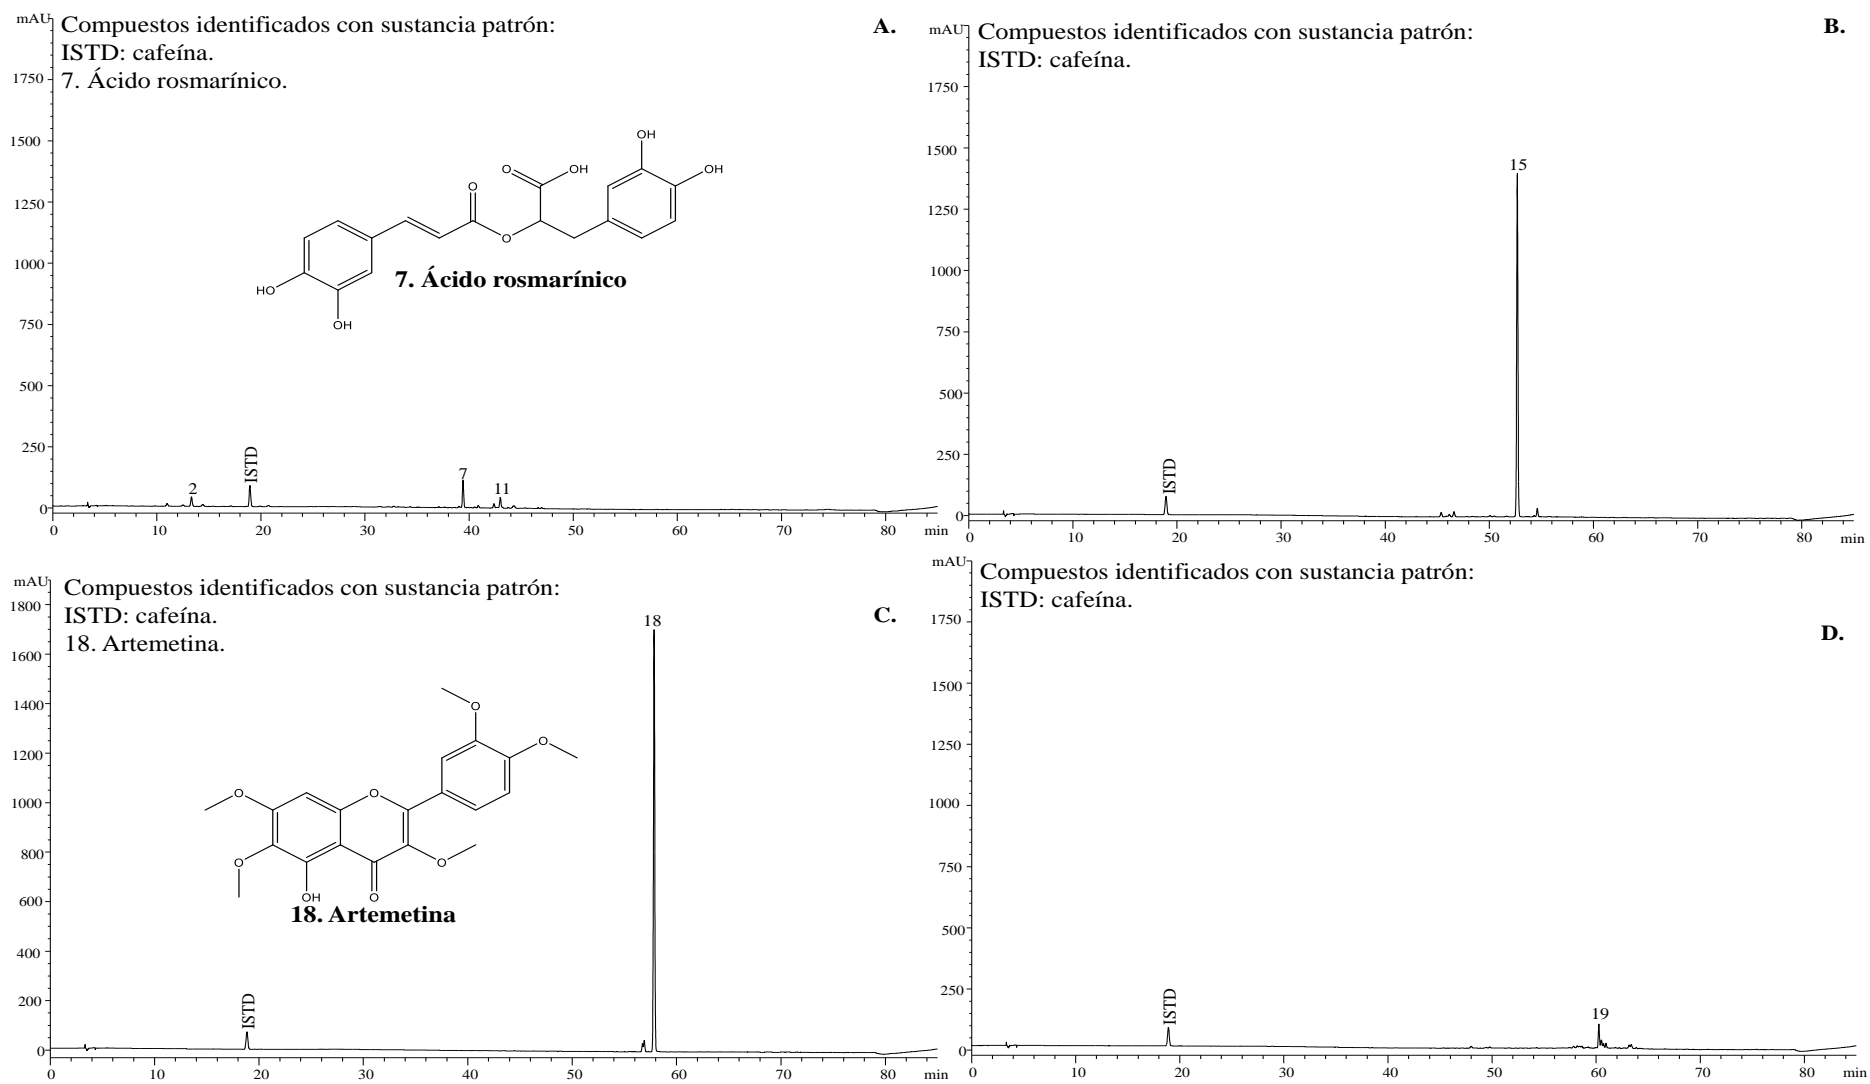 mAU
Compuestos identificados con sustancia patrón:
ISTD: cafeína.
7. Ácido rosmarínico.
A.
1750
1500
1250
1000
750
500
250
0
OH
OH
O
OH
O
O
HO
OH
7. Ácido rosmarínico
2
ISTD
7
11
0 10 20 30 40 50 60 70 80 min
mAU
Compuestos identificados con sustancia patrón:
ISTD: cafeína.
B.
1750
1500
1250
1000
750
500
250
0
ISTD
15
0 10 20 30 40 50 60 70 80 min
mAU
Compuestos identificados con sustancia patrón:
ISTD: cafeína.
18. Artemetina.
C.
1800
1600
1400
1200
1000
800
600
400
200
0
O
O
O
O
O
O
OH
O
18. Artemetina
ISTD
18
0 10 20 30 40 50 60 70 80 min
mAU
Compuestos identificados con sustancia patrón:
ISTD: cafeína.
D.
1750
1500
1250
1000
750
500
250
0
ISTD
19
0 10 20 30 40 50 60 70 80 min